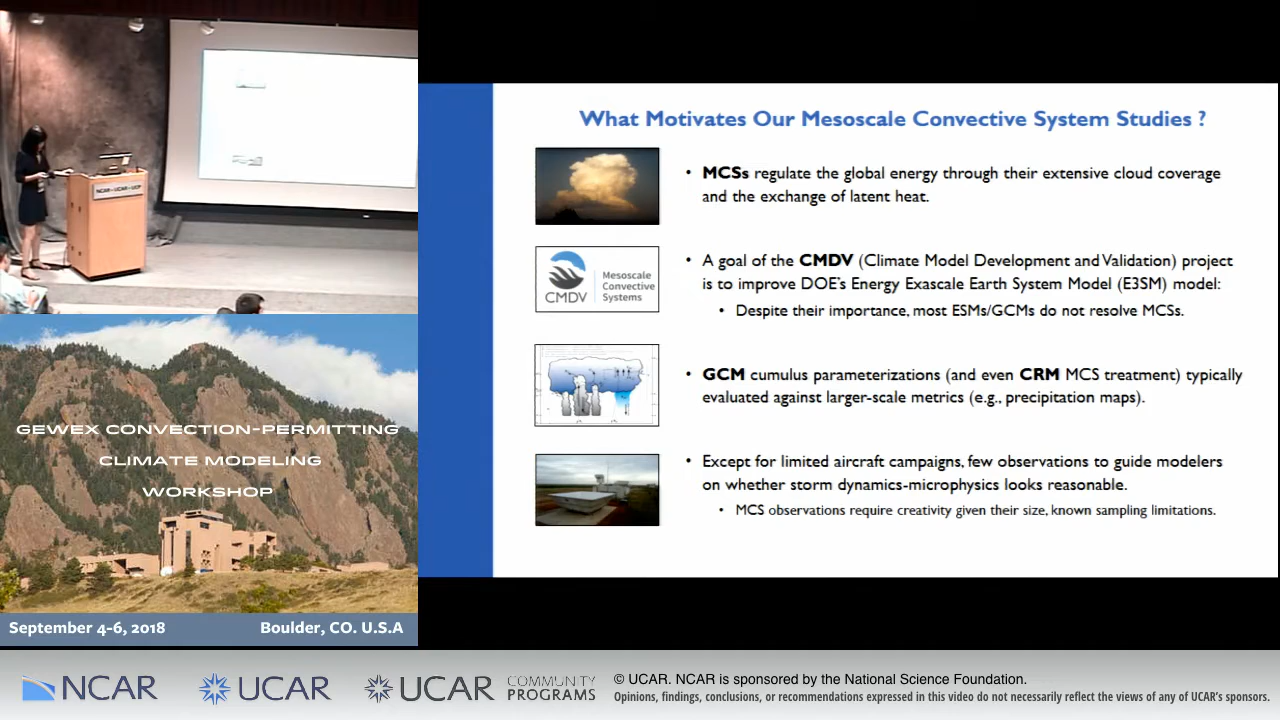 NCAR • UCAR • UCP
GEWEX CONVECTION-PERMITTING
CLIMATE MODELING
WORKSHOP
September 4-6, 2018 Boulder, CO. U.S.A
What Motivates Our Mesoscale Convective System Studies ?
• MCSs regulate the global energy through their extensive cloud coverage
and the exchange of latent heat.
CMDV
Mesoscale
Convective
Systems
• A goal of the CMDV (Climate Model Development and Validation) project
is to improve DOE's Energy Exascale Earth System Model (E3SM) model:
• Despite their importance, most ESMs/GCMs do not resolve MCSs.
• GCM cumulus parameterizations (and even CRM MCS treatment) typically
evaluated against larger-scale metrics (e.g., precipitation maps).
• Except for limited aircraft campaigns, few observations to guide modelers
on whether storm dynamics-microphysics looks reasonable.
• MCS observations require creativity given their size, known sampling limitations.
NCAR
UCAR
UCAR
COMMUNITY
PROGRAMS
© UCAR. NCAR is sponsored by the National Science Foundation.
Opinions, findings, conclusions, or recommendations expressed in this video do not necessarily reflect the views of any of UCAR's sponsors.